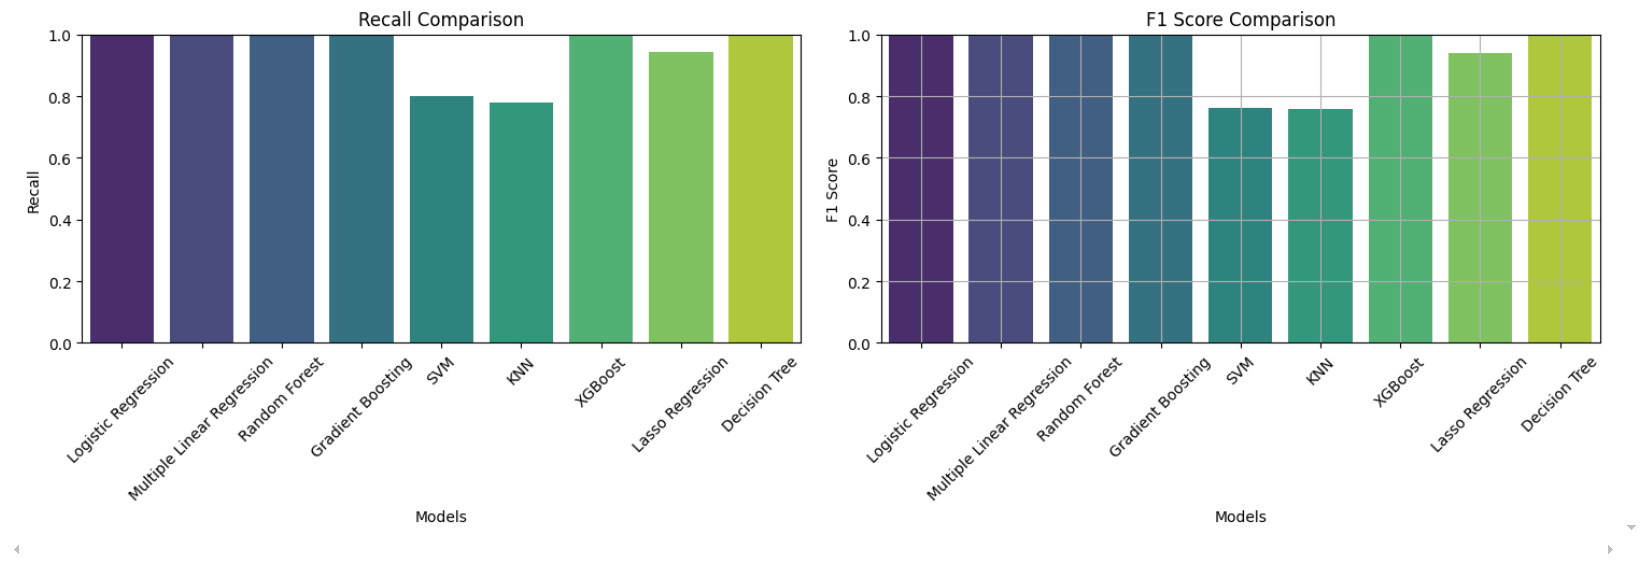 Recall Comparison
1.0
0.8
0.6
0.4
0.2
0.0
Recall
Logistic Regression
Multiple Linear Regression
Random Forest
Gradient Boosting
SVM
KNN
XGBoost
Lasso Regression
Decision Tree
Models
F1 Score Comparison
1.0
0.8
0.6
0.4
0.2
0.0
F1 Score
Logistic Regression
Multiple Linear Regression
Random Forest
Gradient Boosting
SVM
KNN
XGBoost
Lasso Regression
Decision Tree
Models